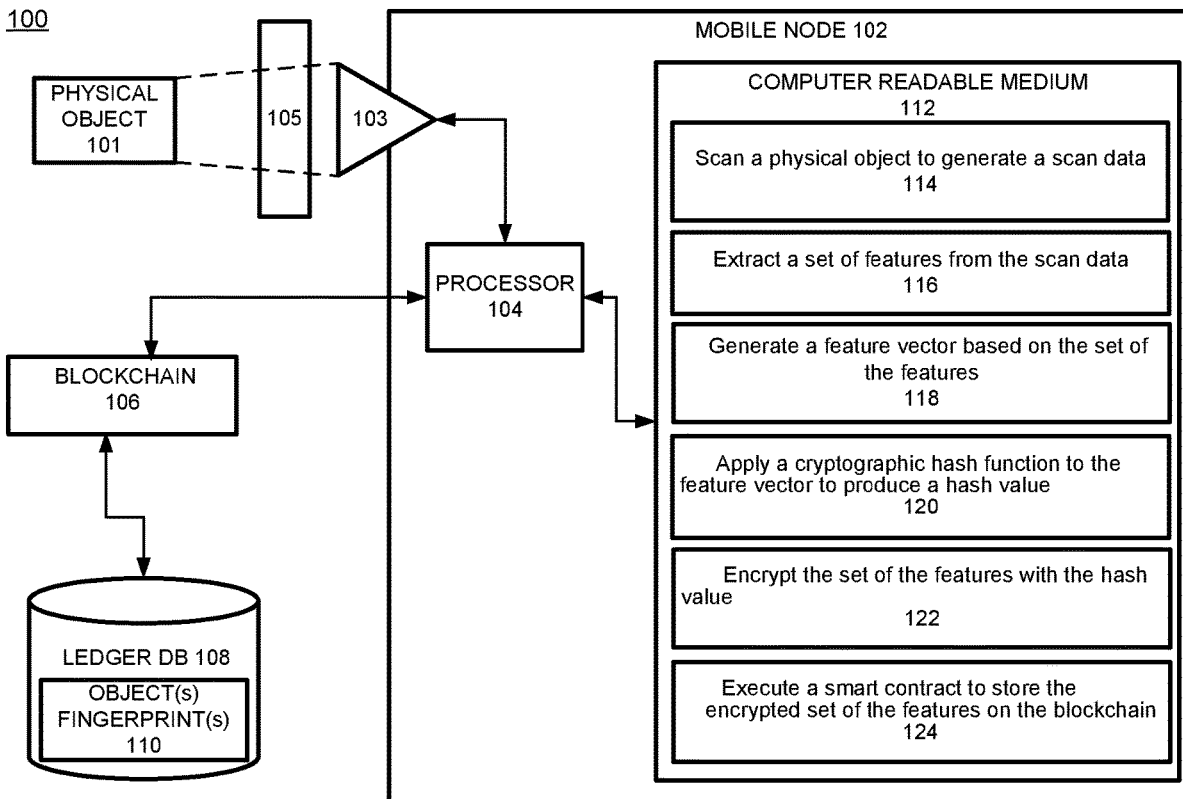 100
PHYSICAL
OBJECT
101
105
103
MOBILE NODE 102
COMPUTER READABLE MEDIUM
112
Scan a physical object to generate a scan data
114
Extract a set of features from the scan data
116
Generate a feature vector based on the set of
the features
118
Apply a cryptographic hash function to the
feature vector to produce a hash value
120
Encrypt the set of the features with the hash
value
122
Execute a smart contract to store the
encrypted set of the features on the blockchain
124
PROCESSOR
104
BLOCKCHAIN
106
LEDGER DB 108
OBJECT(s)
FINGERPRINT(s)
110